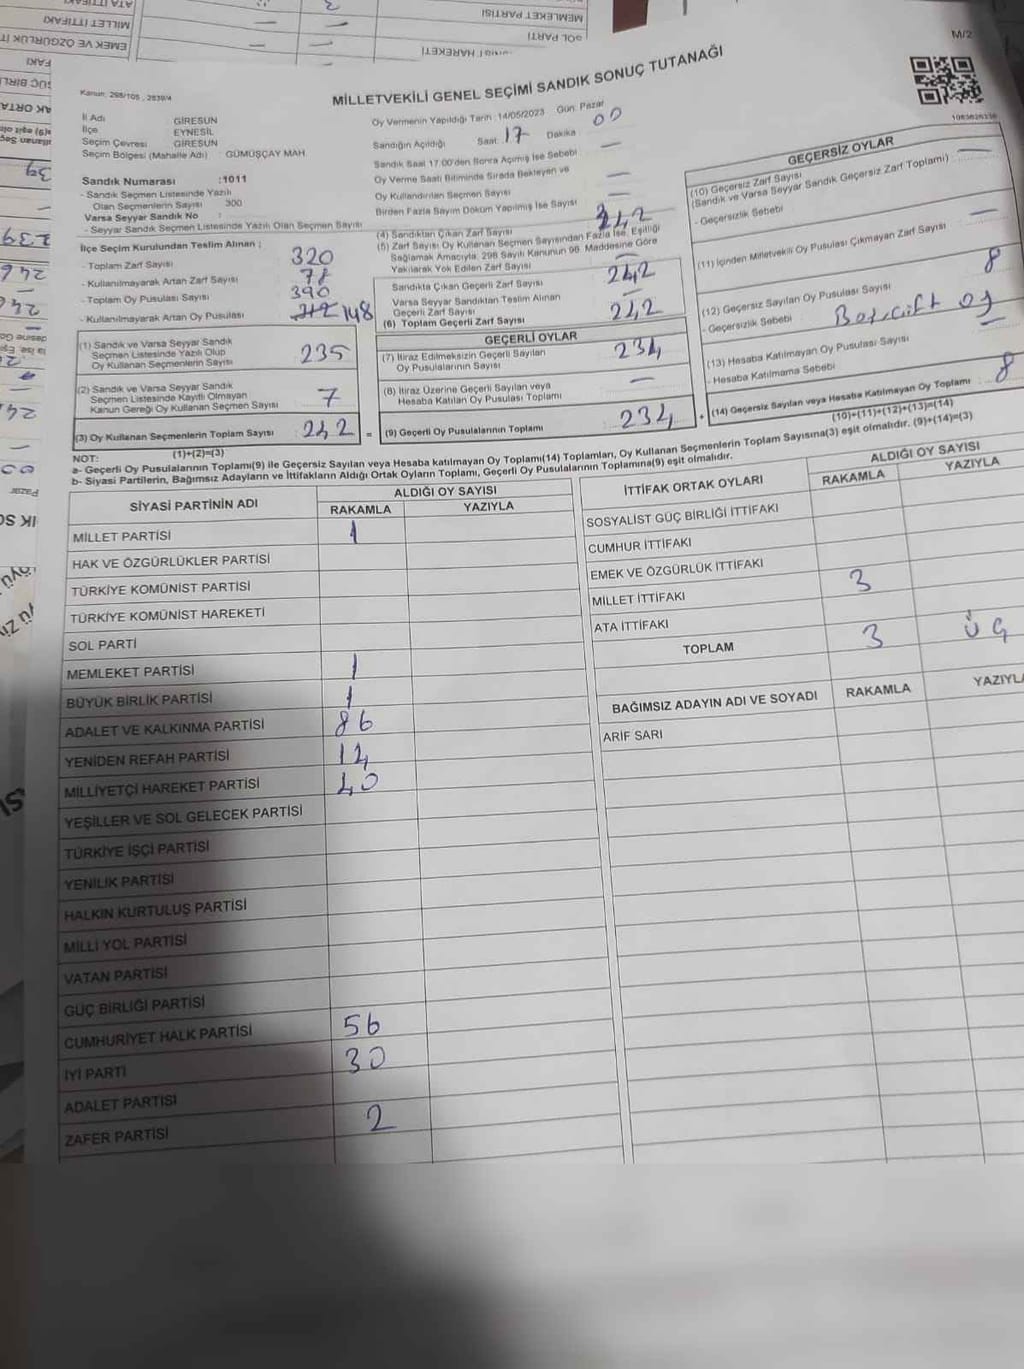 MİLLETVEKİLİ GENEL SEÇİMİ SANDIK SONUÇ TUTANAĞI
M/2
Kanun: 298/105 , 2839/4
1083626336
İl Adı GİRESUN
İlçe EYNESİL
Seçim Çevresi GİRESUN
Seçim Bölgesi (Mahalle Adı) : GÜMÜŞÇAY MAH.
Sandık Numarası :1011
- Sandık Seçmen Listesinde Yazılı
Olan Seçmenlerin Sayısı 300
Varsa Seyyar Sandık No :
- Seyyar Sandık Seçmen Listesinde Yazılı Olan Seçmen Sayısı
İlçe Seçim Kurulundan Teslim Alınan ;
- Toplam Zarf Sayısı 320
- Kullanılmayarak Artan Zarf Sayısı 78
- Toplam Oy Pusulası Sayısı 390
- Kullanılmayarak Artan Oy Pusulası 148
(1) Sandık ve Varsa Seyyar Sandık
Seçmen Listesinde Yazılı Olup
Oy Kullanan Seçmenlerin Sayısı 235
(2) Sandık ve Varsa Seyyar Sandık
Seçmen Listesinde Kayıtlı Olmayan
Kanun Gereği Oy Kullanan Seçmen Sayısı 7
(3) Oy Kullanan Seçmenlerin Toplam Sayısı 242 =
(1)+(2)=(3)
Oy Vermenin Yapıldığı Tarih :14/05/2023 Gün: Pazar
Sandığın Açıldığı Saat: 17 Dakika 00
Sandık Saat 17:00'den Sonra Açılmış İse Sebebi —
Oy Verme Saati Bitiminde Sırada Bekleyen ve
Oy Kullandırılan Seçmen Sayısı —
Birden Fazla Sayım Döküm Yapılmış İse Sayısı —
(4) Sandıktan Çıkan Zarf Sayısı 242
(5) Zarf Sayısı Oy Kullanan Seçmen Sayısından Fazla İse, Eşitliği
Sağlamak Amacıyla, 298 Sayılı Kanunun 98. Maddesine Göre
Yakılarak Yok Edilen Zarf Sayısı —
Sandıkta Çıkan Geçerli Zarf Sayısı 242
Varsa Seyyar Sandıktan Teslim Alınan
Geçerli Zarf Sayısı —
(6) Toplam Geçerli Zarf Sayısı 242
GEÇERLİ OYLAR
(7) İtiraz Edilmeksizin Geçerli Sayılan
Oy Pusulalarının Sayısı 234
(8) İtiraz Üzerine Geçerli Sayılan veya
Hesaba Katılan Oy Pusulası Toplamı —
(9) Geçerli Oy Pusulalarının Toplamı 234 +
GEÇERSİZ OYLAR
(10) Geçersiz Zarf Sayısı
(Sandık ve Varsa Seyyar Sandık Geçersiz Zarf Toplamı) —
- Geçersizlik Sebebi
(11) İçinden Milletvekili Oy Pusulası Çıkmayan Zarf Sayısı —
(12) Geçersiz Sayılan Oy Pusulası Sayısı 8
- Geçersizlik Sebebi Boş, çift oy
(13) Hesaba Katılmayan Oy Pusulası Sayısı —
- Hesaba Katılmama Sebebi
(14) Geçersiz Sayılan veya Hesaba Katılmayan Oy Toplamı : 8
(10)+(11)+(12)+(13)=(14)
NOT:
a- Geçerli Oy Pusulalarının Toplamı(9) ile Geçersiz Sayılan veya Hesaba katılmayan Oy Toplamı(14) Toplamları, Oy Kullanan Seçmenlerin Toplam Sayısına(3) eşit olmalıdır. (9)+(14)=(3)
b- Siyasi Partilerin, Bağımsız Adayların ve İttifakların Aldığı Ortak Oyların Toplamı, Geçerli Oy Pusulalarının Toplamına(9) eşit olmalıdır.
SİYASİ PARTİNİN ADI
ALDIĞI OY SAYISI
RAKAMLA YAZIYLA
MİLLET PARTİSİ 1
HAK VE ÖZGÜRLÜKLER PARTİSİ
TÜRKİYE KOMÜNİST PARTİSİ
TÜRKİYE KOMÜNİST HAREKETİ
SOL PARTİ
MEMLEKET PARTİSİ 1
BÜYÜK BİRLİK PARTİSİ 1
ADALET VE KALKINMA PARTİSİ 86
YENİDEN REFAH PARTİSİ 14
MİLLİYETÇİ HAREKET PARTİSİ 40
YEŞİLLER VE SOL GELECEK PARTİSİ
TÜRKİYE İŞÇİ PARTİSİ
YENİLİK PARTİSİ
HALKIN KURTULUŞ PARTİSİ
MİLLİ YOL PARTİSİ
VATAN PARTİSİ
GÜÇ BİRLİĞİ PARTİSİ
CUMHURİYET HALK PARTİSİ 56
İYİ PARTİ 30
ADALET PARTİSİ
ZAFER PARTİSİ 2
İTTİFAK ORTAK OYLARI
ALDIĞI OY SAYISI
RAKAMLA YAZIYLA
SOSYALİST GÜÇ BİRLİĞİ İTTİFAKI
CUMHUR İTTİFAKI
EMEK VE ÖZGÜRLÜK İTTİFAKI
MİLLET İTTİFAKI 3
ATA İTTİFAKI
TOPLAM 3 ÜÇ
BAĞIMSIZ ADAYIN ADI VE SOYADI RAKAMLA YAZIYLA
ARİF SARI